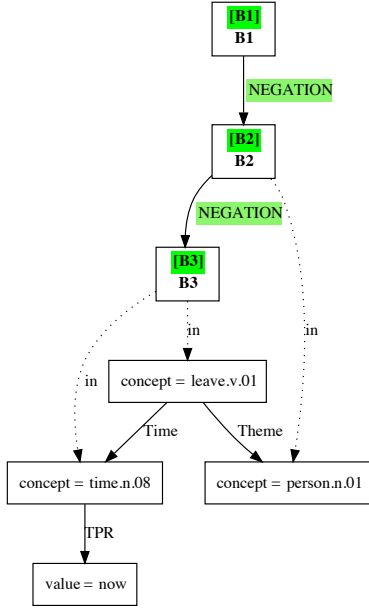 [B1]
B1
NEGATION
[B2]
B2
NEGATION
[B3]
B3
in
in
in
concept = leave.v.01
Time
Theme
concept = time.n.08
concept = person.n.01
TPR
value = now